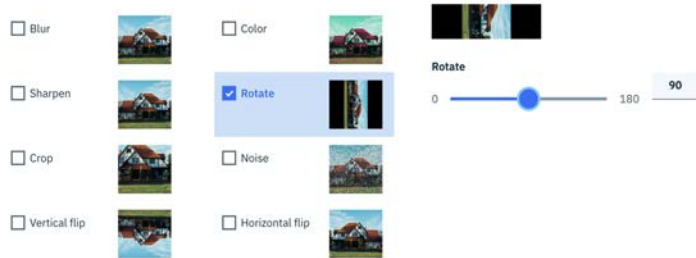 Blur
Color
Sharpen
Rotate
Crop
Noise
Vertical flip
Horizontal flip
Rotate
0 180 90